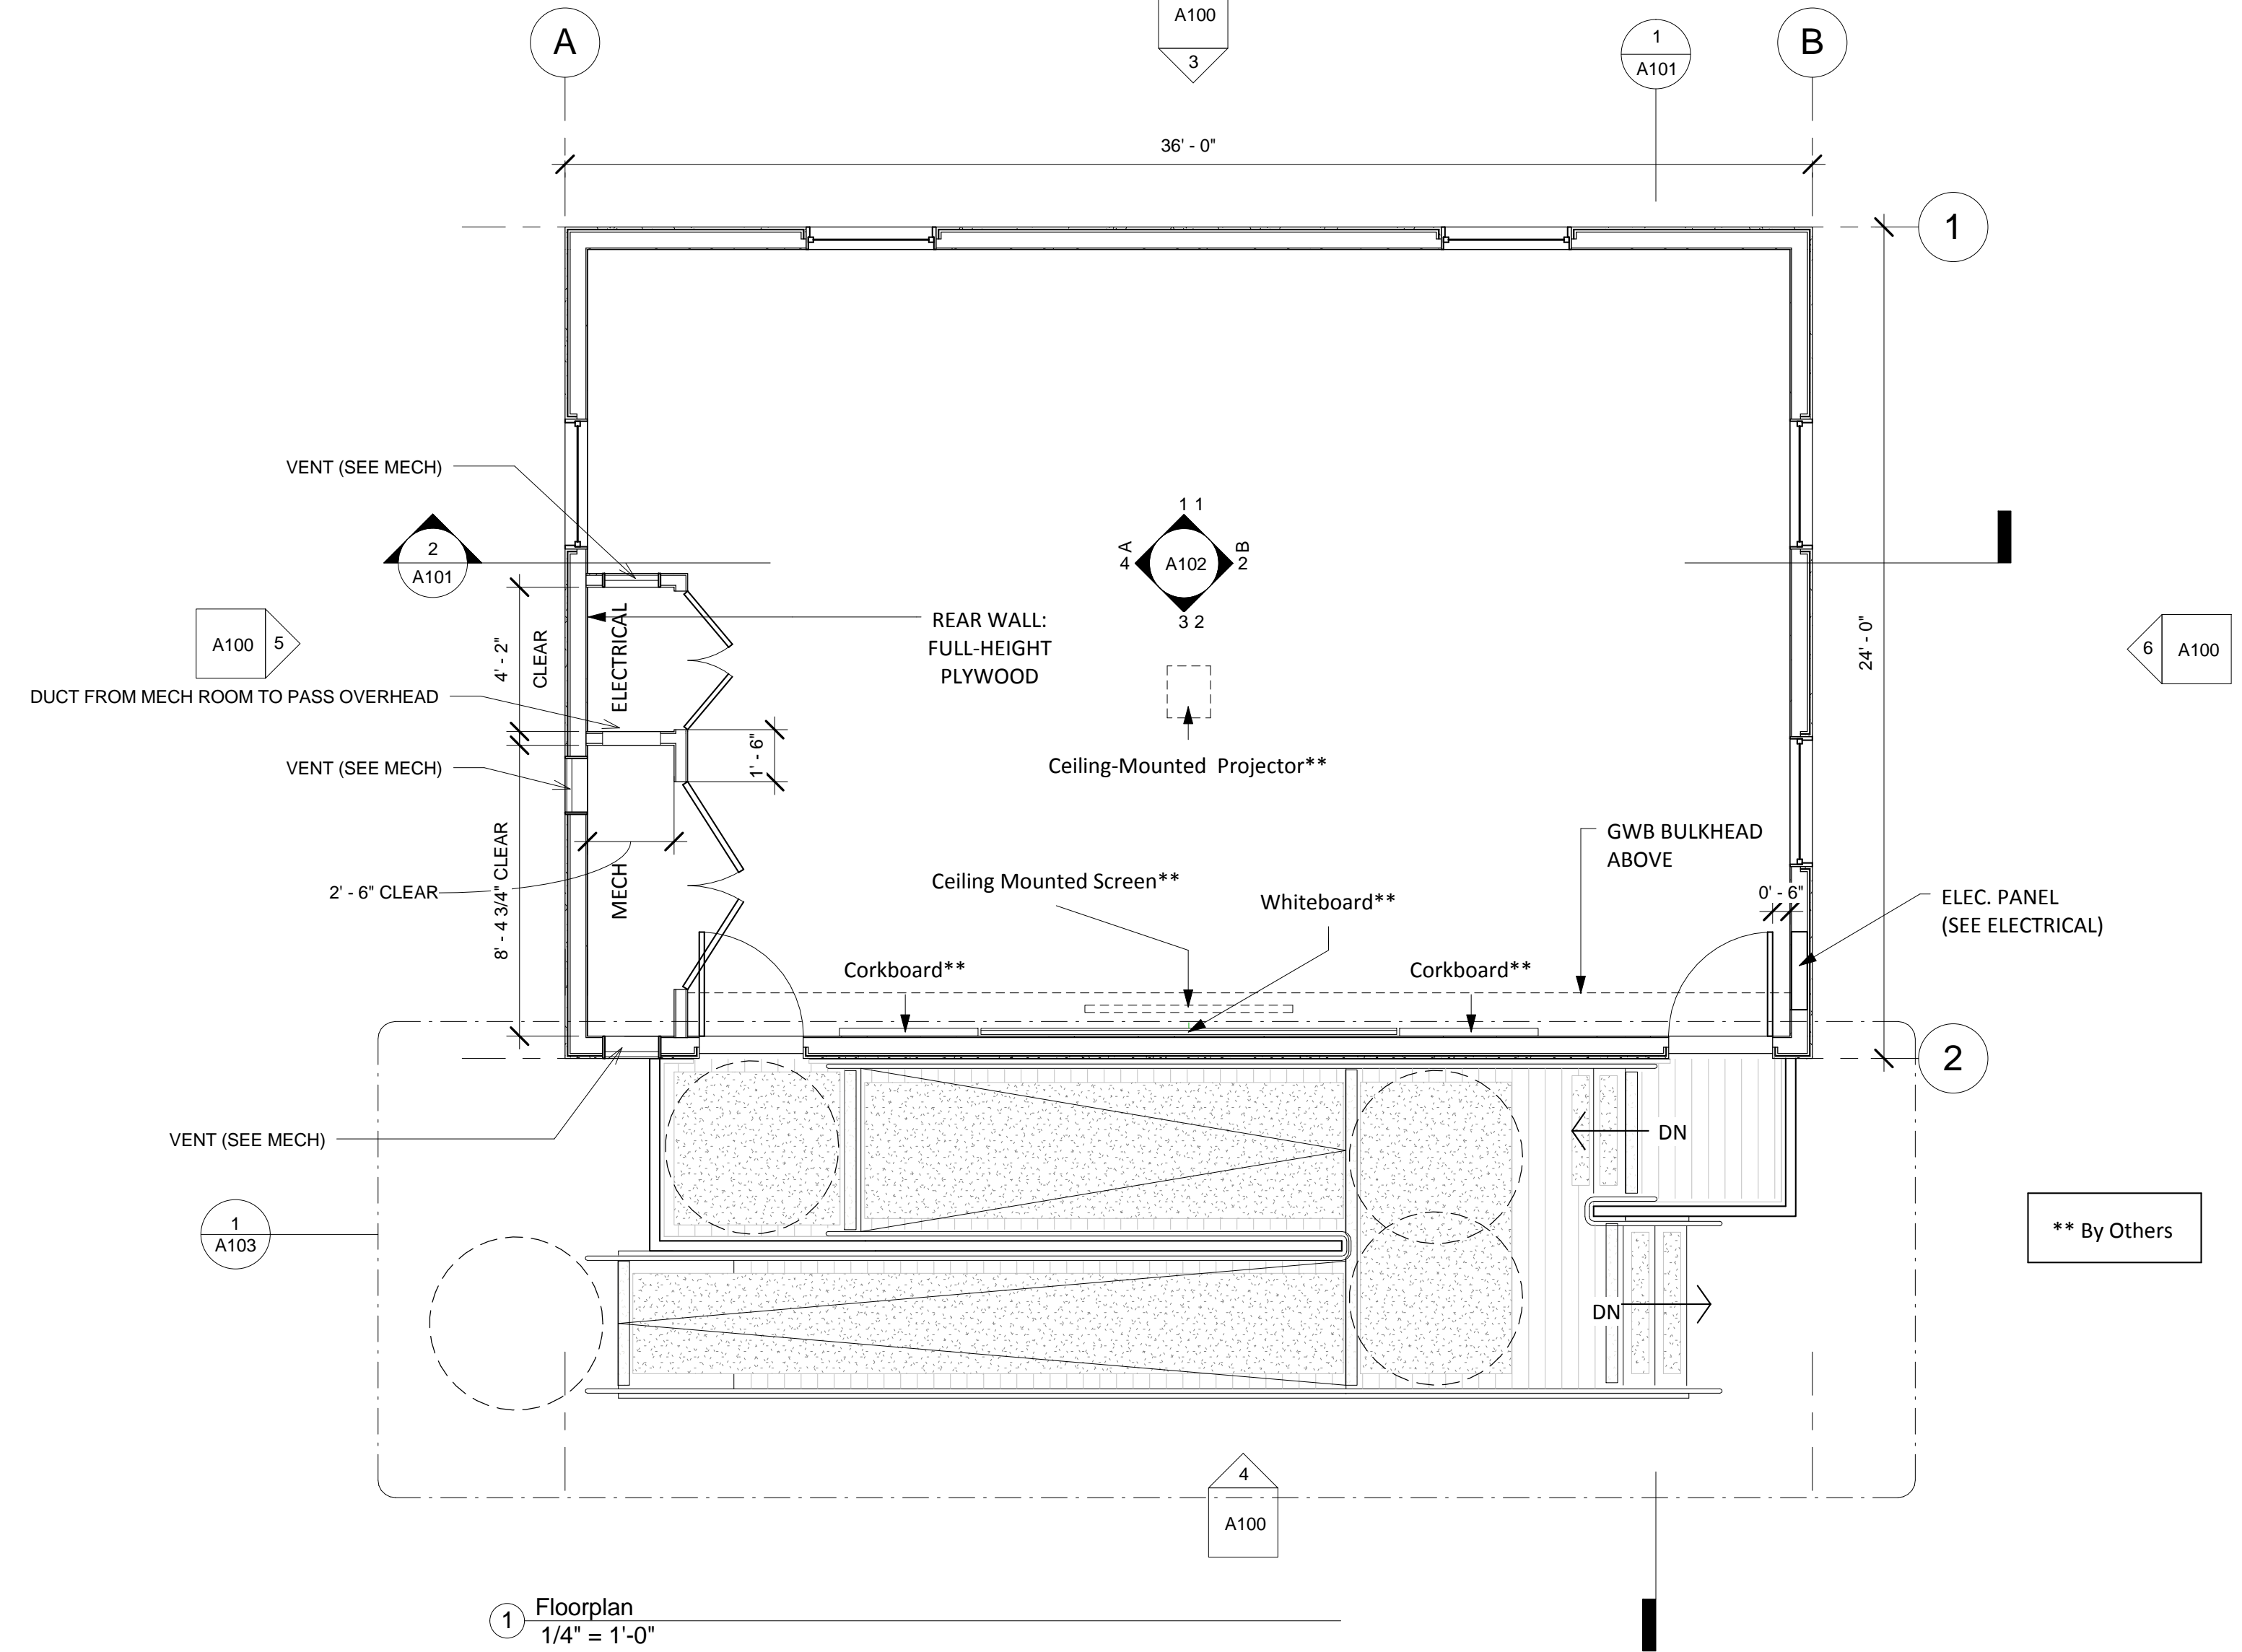 A100
3
A
1
A101
B
36' - 0"
1
VENT (SEE MECH)
2
A101
1 1
A
4
A102
B
2
3 2
A100
5
4' - 2"
CLEAR
ELECTRICAL
REAR WALL:
FULL-HEIGHT
PLYWOOD
24' - 0"
6
A100
DUCT FROM MECH ROOM TO PASS OVERHEAD
1' - 6"
Ceiling-Mounted Projector**
VENT (SEE MECH)
GWB BULKHEAD
ABOVE
8' - 4 3/4" CLEAR
MECH
2' - 6" CLEAR
Ceiling Mounted Screen**
Whiteboard**
0' - 6"
ELEC. PANEL
(SEE ELECTRICAL)
Corkboard**
Corkboard**
2
VENT (SEE MECH)
DN
1
A103
** By Others
DN
4
A100
1
Floorplan
1/4" = 1'-0"